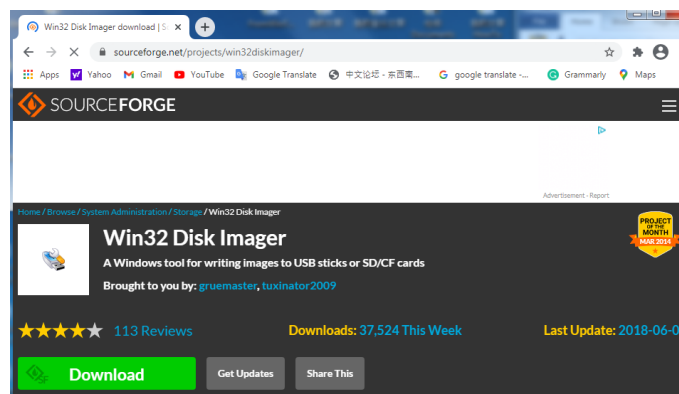 Win32 Disk Imager download | S
sourceforge.net/projects/win32diskimager/
Apps Yahoo Gmail YouTube Google Translate 中文论坛 - 东西南... google translate -... Grammarly Maps
SOURCEFORGE
Advertisement - Report
Home / Browse / System Administration / Storage / Win32 Disk Imager
PROJECT
OF THE
MONTH
MAR 2014
Win32 Disk Imager
A Windows tool for writing images to USB sticks or SD/CF cards
Brought to you by: gruemaster, tuxinator2009
113 Reviews
Downloads: 37,524 This Week
Last Update: 2018-06-0
Download
Get Updates
Share This